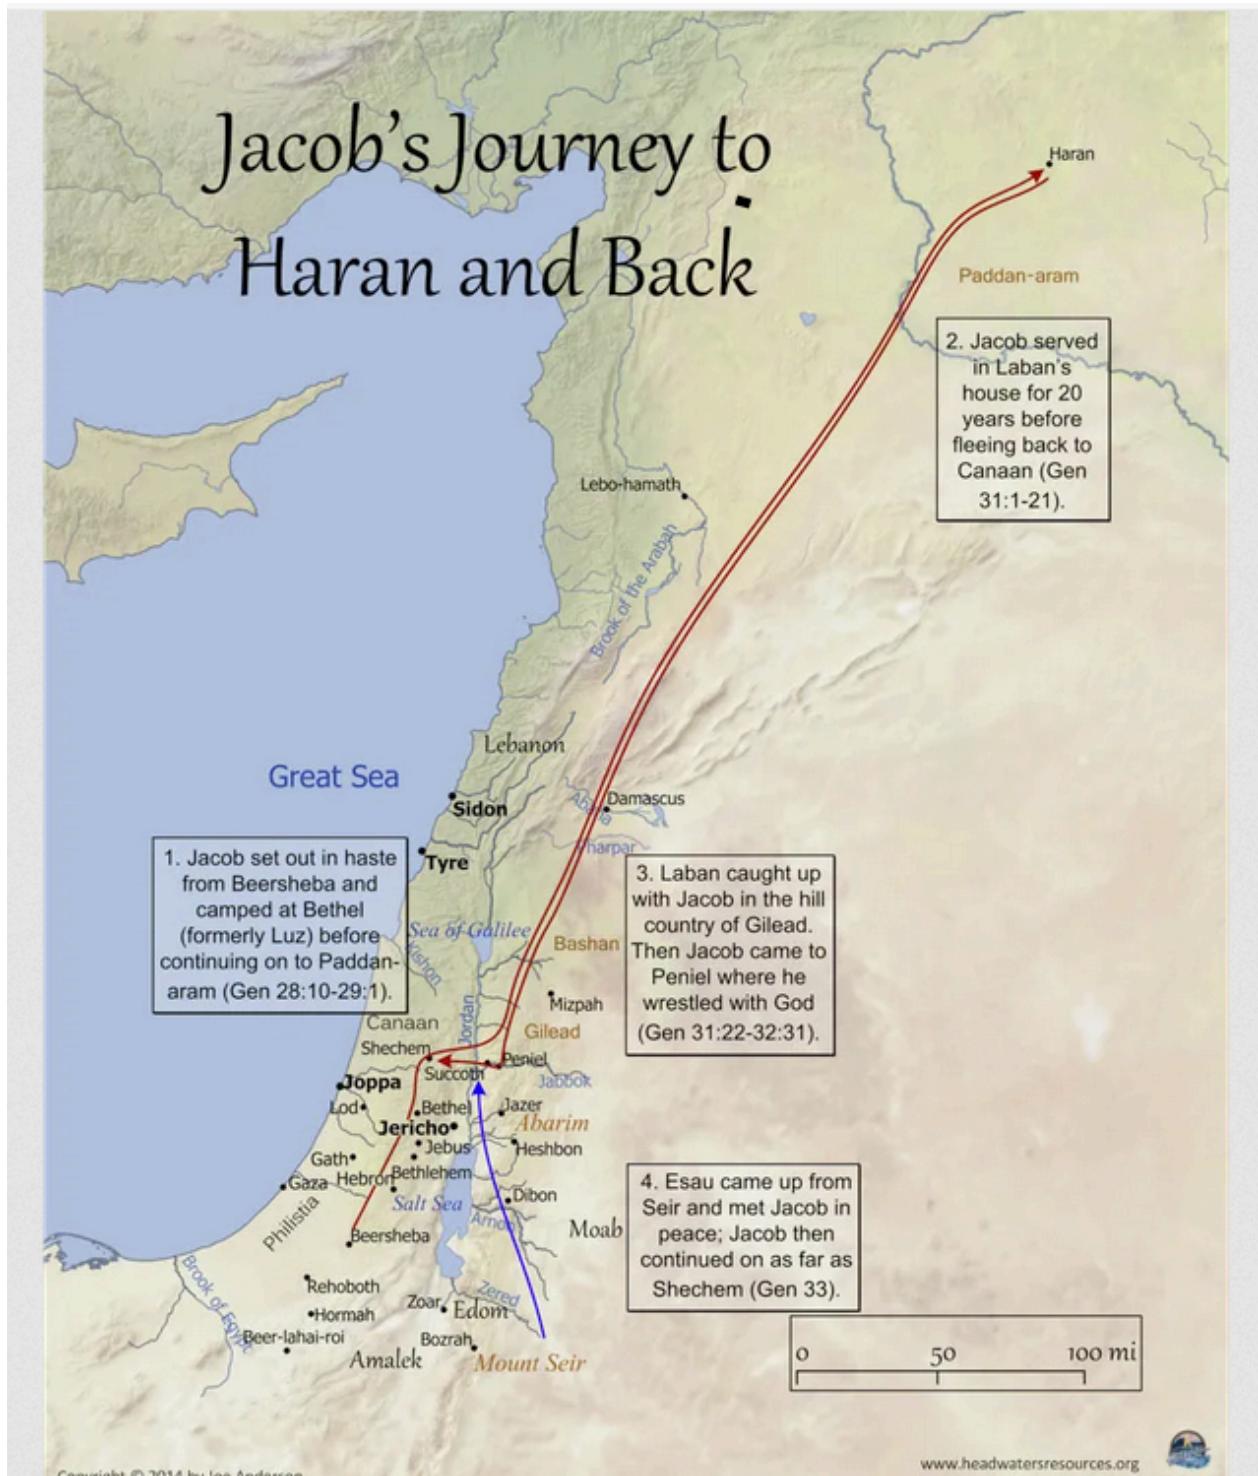 Jacob's Journey to
Haran and Back
Haran
Paddan-aram
2. Jacob served
in Laban's
house for 20
years before
fleeing back to
Canaan (Gen
31:1-21).
Lebo-hamath
Brook of the Arabah
Lebanon
Great Sea
Sidon
Abana
Damascus
Pharpar
Tyre
1. Jacob set out in haste
from Beersheba and
camped at Bethel
(formerly Luz) before
continuing on to Paddan-
aram (Gen 28:10-29:1).
3. Laban caught up
with Jacob in the hill
country of Gilead.
Then Jacob came to
Peniel where he
wrestled with God
(Gen 31:22-32:31).
Sea of Galilee
Bashan
Kishon
Mizpah
Jordan
Canaan
Gilead
Shechem
Peniel
Succoth
Jabbok
Joppa
Lod
Bethel
Jazer
Jericho
Abarim
Jebus
Heshbon
Gath
Bethlehem
Hebron
Gaza
Salt Sea
Dibon
Philistia
Arnon
Moab
Beersheba
4. Esau came up from
Seir and met Jacob in
peace; Jacob then
continued on as far as
Shechem (Gen 33).
Brook of Egypt
Rehoboth
Zered
Zoar
Edom
Hormah
Beer-lahai-roi
Bozrah
Amalek
Mount Seir
0 50 100 mi
www.headwatersresources.org
Copyright © 2014 by Joe Anderson